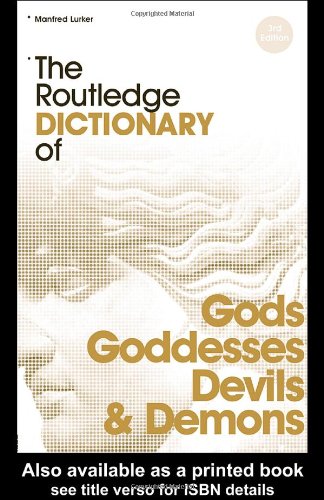 Manfred Lurker
3rd
Edition
The
Routledge
DICTIONARY
of
Gods
Goddesses
Devils
& Demons
Also available as a printed book
see title verso for ISBN details